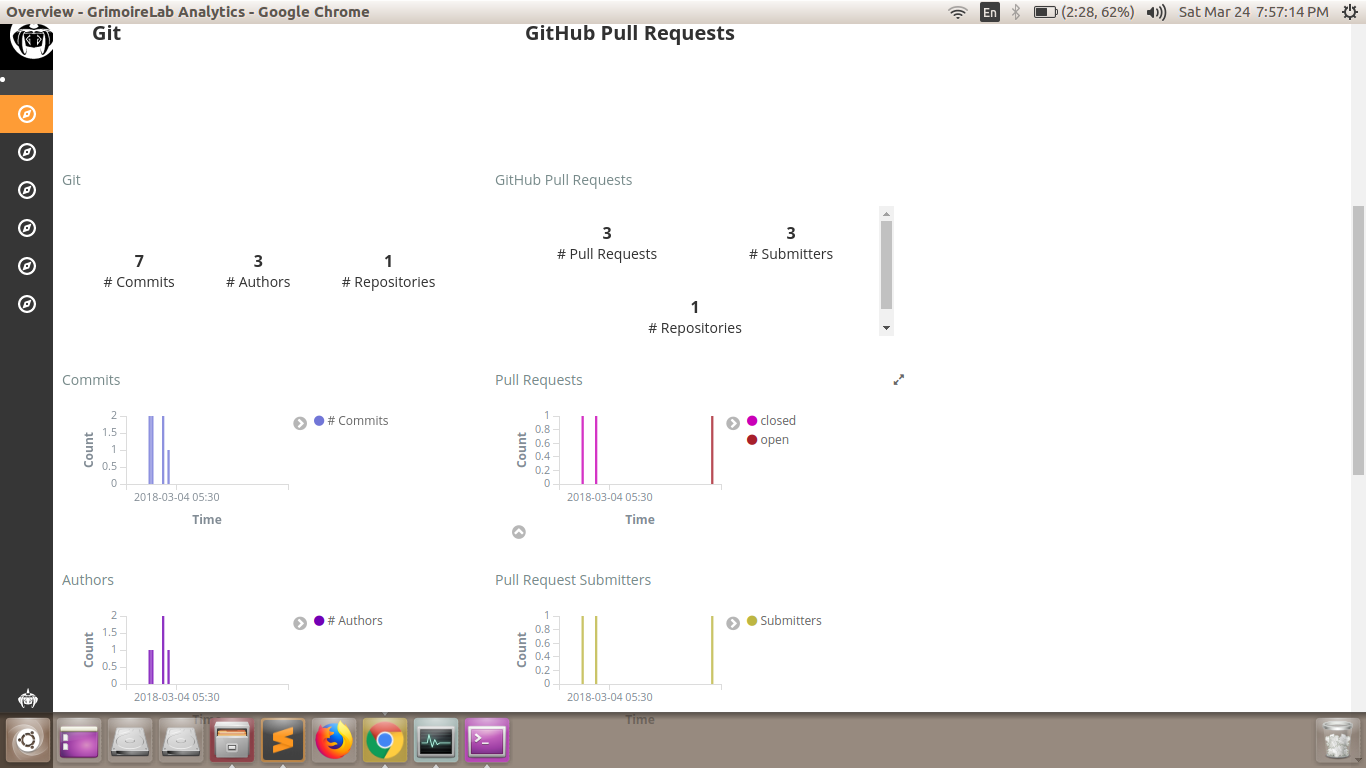 Overview - GrimoireLab Analytics - Google Chrome
En
(2:28, 62%)
Sat Mar 24 7:57:14 PM
Git
GitHub Pull Requests
Git
7
# Commits
3
# Authors
1
# Repositories
GitHub Pull Requests
3
# Pull Requests
3
# Submitters
1
# Repositories
Commits
Count
2
1.5
1
0.5
0
2018-03-04 05:30
Time
# Commits
Pull Requests
Count
1
0.8
0.6
0.4
0.2
0
2018-03-04 05:30
Time
closed
open
Authors
Count
2
1.5
1
0.5
0
2018-03-04 05:30
Time
# Authors
Pull Request Submitters
Count
1
0.8
0.6
0.4
0.2
0
2018-03-04 05:30
Time
Submitters